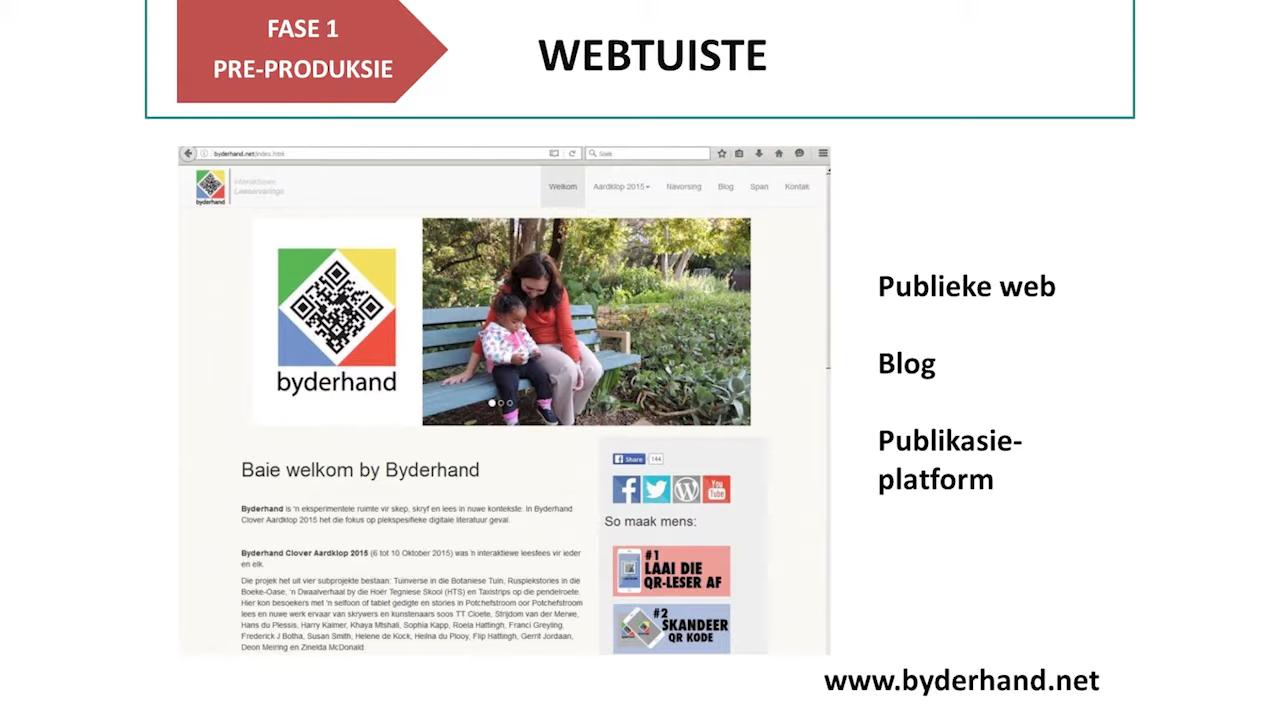 FASE 1
PRE-PRODUKSIE
WEBTUISTE
byderhand.net/index.html
Soek
byderhand
Interaktiewe
Leeservarings
Welkom
Aardklop 2015
Navorsing
Blog
Span
Kontak
byderhand
Publieke web
Blog
Publikasie-
platform
Baie welkom by Byderhand
Byderhand is 'n eksperimentele ruimte vir skep, skryf en lees in nuwe kontekste. In Byderhand
Clover Aardklop 2015 het die fokus op plekspesifieke digitale literatuur geval.
Byderhand Clover Aardklop 2015 (6 tot 10 Oktober 2015) was 'n interaktiewe leesfees vir ieder
en elk.
Die projek het uit vier subprojekte bestaan: Tuinverse in die Botaniese Tuin, Ruspiekstories in die
Boeke-Oase, 'n Dwaalverhaal by die Hoër Tegniese Skool (HTS) en Taxistrips op die pendelroete.
Hier kon besoekers met 'n selfoon of tablet gedigte en stories in Potchefstroom oor Potchefstroom
lees en nuwe werk ervaar van skrywers en kunstenaars soos TT Cloete, Strijdom van der Merwe,
Hans du Plessis, Harry Kalmer, Khaya Mtshali, Sophia Kapp, Roela Hattingh, Franci Greyling,
Frederick J Botha, Susan Smith, Helene de Kock, Heilna du Plooy, Flip Hattingh, Gerrit Jordaan,
Deon Meiring en Zinelda McDonald.
Share
144
You
Tube
So maak mens:
#1
LAAI DIE
QR-LESER AF
#2
SKANDEER
QR KODE
www.byderhand.net